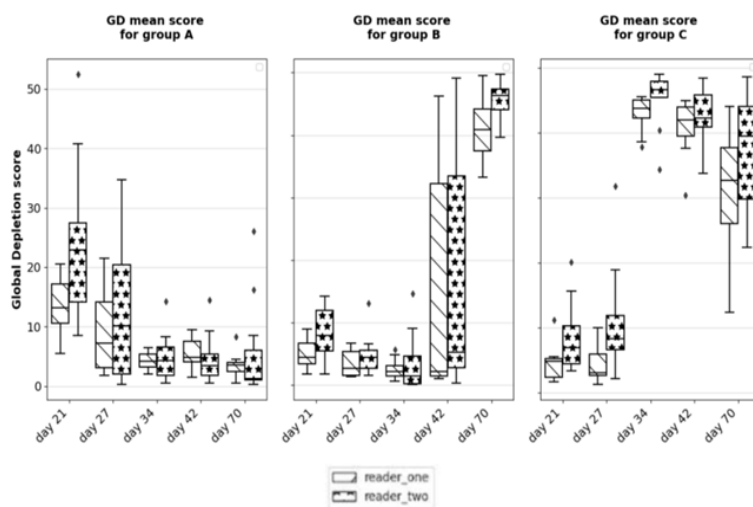 GD mean score
for group A
GD mean score
for group B
GD mean score
for group C
Global Depletion score
50
40
30
20
10
0
day 21
day 27
day 34
day 42
day 70
day 21
day 27
day 34
day 42
day 70
day 21
day 27
day 34
day 42
day 70
reader_one
reader_two